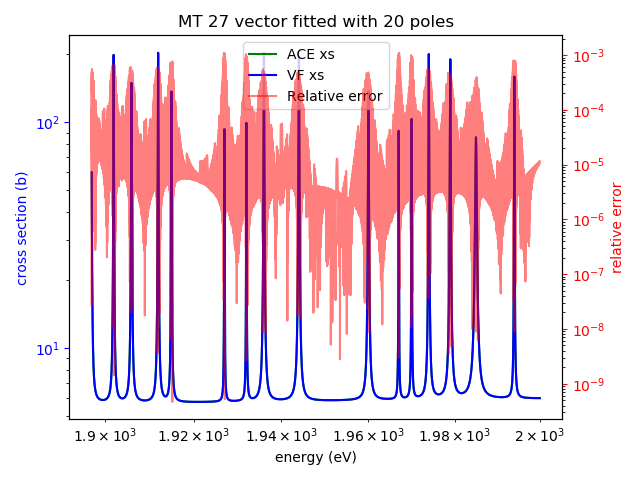 MT 27 vector fitted with 20 poles
ACE xs
VF xs
Relative error
10²
10¹
cross section (b)
10⁻³
10⁻⁴
10⁻⁵
10⁻⁶
10⁻⁷
10⁻⁸
10⁻⁹
relative error
1.9 × 10³ 1.92 × 10³ 1.94 × 10³ 1.96 × 10³ 1.98 × 10³ 2 × 10³
energy (eV)